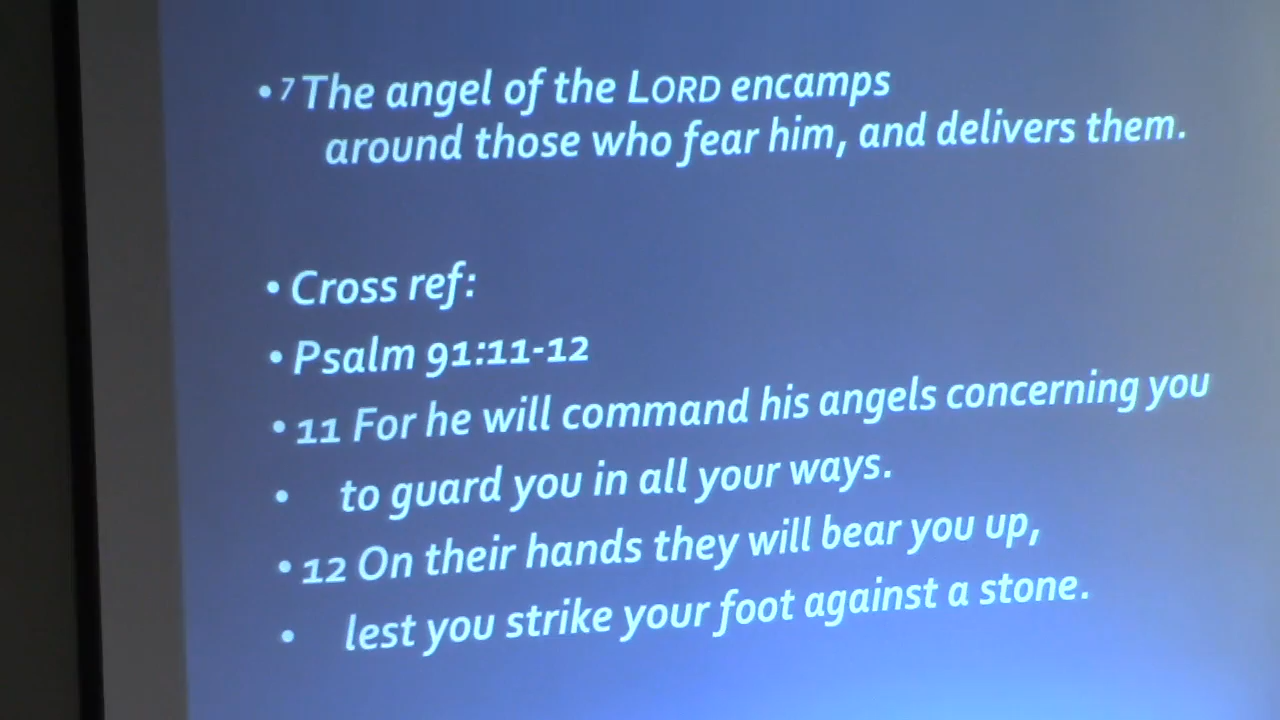 • 7 The angel of the LORD encamps
around those who fear him, and delivers them.
• Cross ref:
• Psalm 91:11-12
• 11 For he will command his angels concerning you
• to guard you in all your ways.
• 12 On their hands they will bear you up,
• lest you strike your foot against a stone.